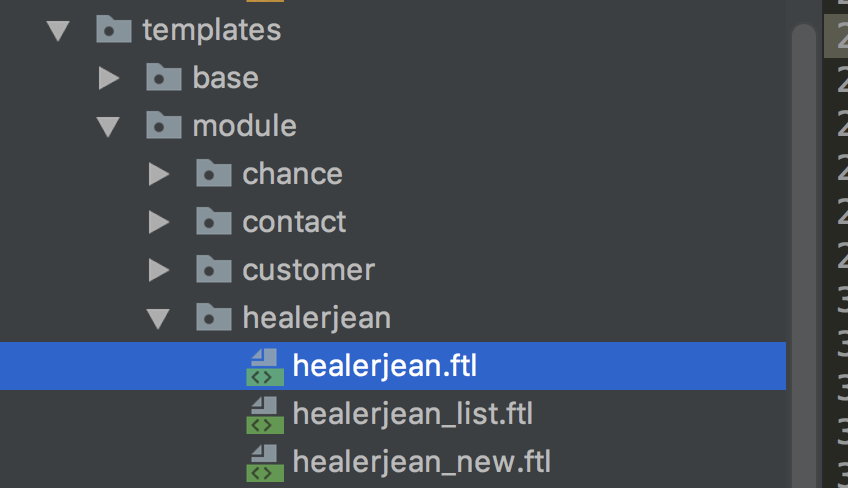 templates
base
module
chance
contact
customer
healerjean
healerjean.ftl
healerjean_list.ftl
healerjean_new.ftl